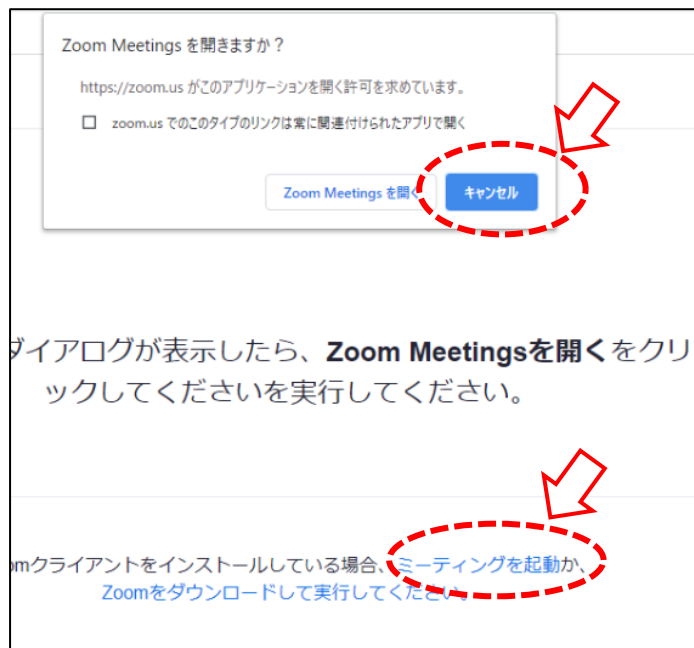 Zoom Meetings を開きますか？
https://zoom.us がこのアプリケーションを開く許可を求めています。
zoom.us でのこのタイプのリンクは常に関連付けられたアプリで開く
Zoom Meetings を開く キャンセル
ダイアログが表示したら、Zoom Meetingsを開くをクリ
ックしてくださいを実行してください。
omクライアントをインストールしている場合、ミーティングを起動か、
Zoomをダウンロードして実行してください。